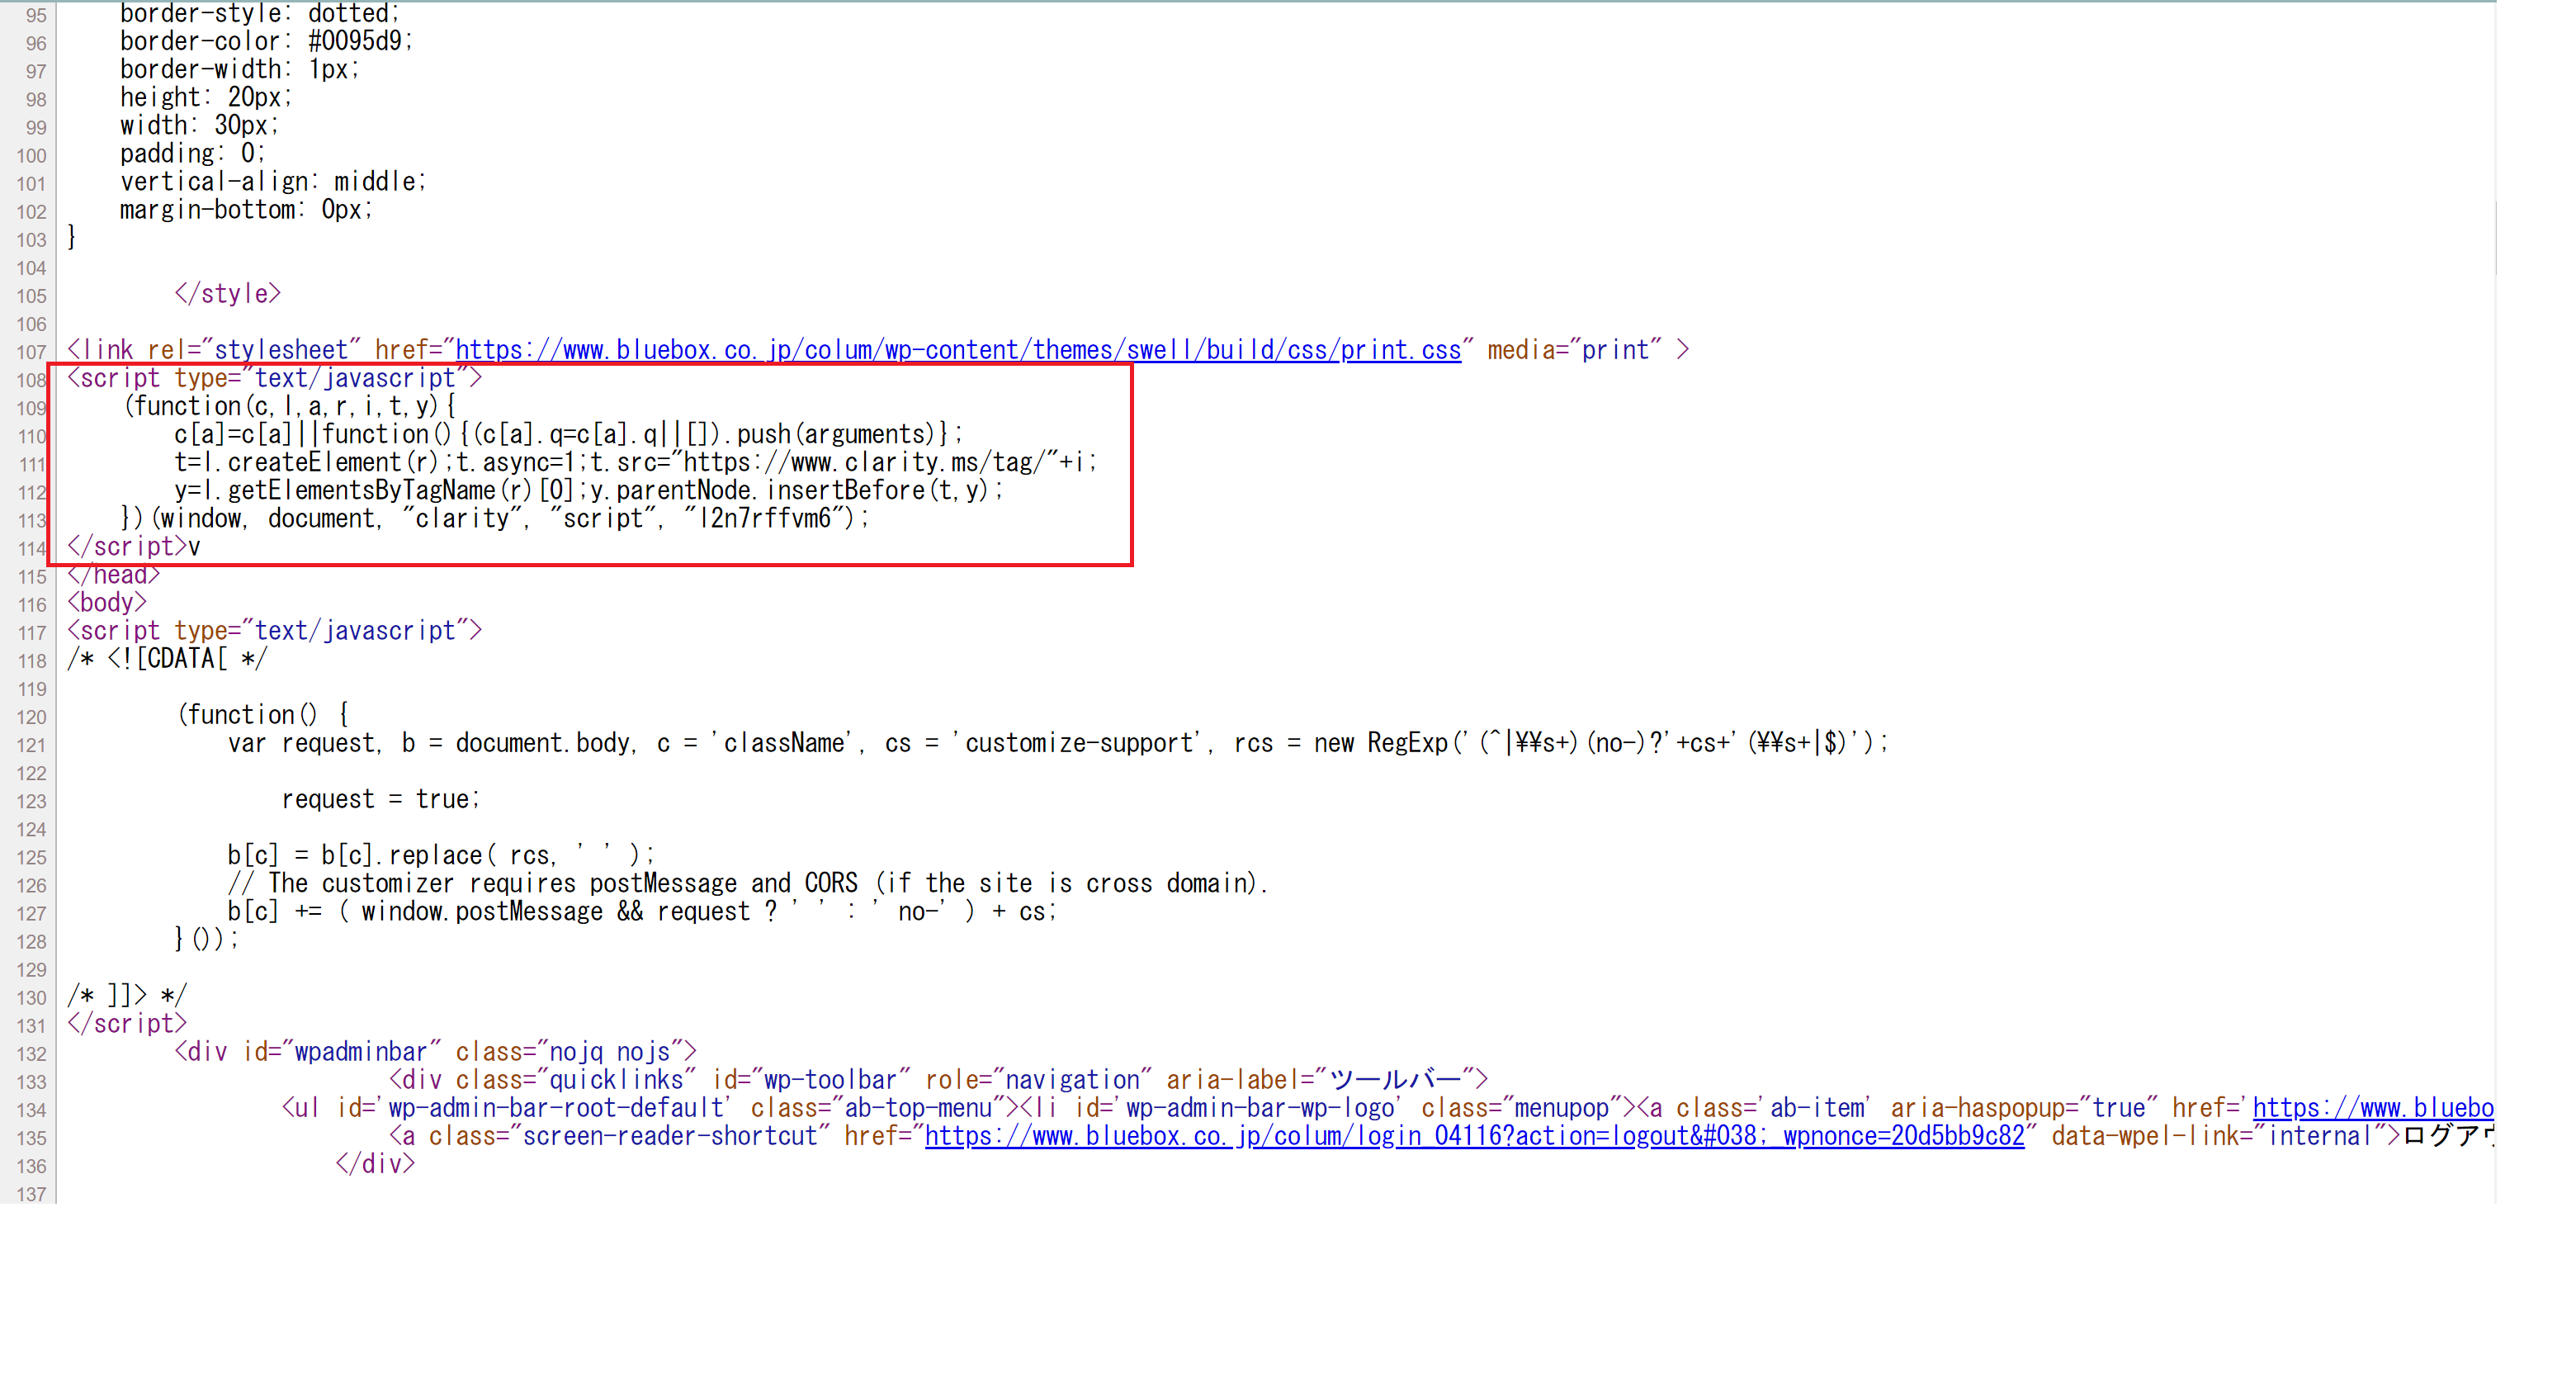 95 border-style: dotted;
96 border-color: #0095d9;
97 border-width: 1px;
98 height: 20px;
99 width: 30px;
100 padding: 0;
101 vertical-align: middle;
102 margin-bottom: 0px;
103 }
104
105 </style>
106
107 <link rel="stylesheet" href="https://www.bluebox.co.jp/colum/wp-content/themes/swell/build/css/print.css" media="print" >
108 <script type="text/javascript">
109 (function(c,l,a,r,i,t,y){
110 c[a]=c[a]||function(){(c[a].q=c[a].q||[]).push(arguments)};
111 t=l.createElement(r);t.async=1;t.src="https://www.clarity.ms/tag/"+i;
112 y=l.getElementsByTagName(r)[0];y.parentNode.insertBefore(t,y);
113 })(window, document, "clarity", "script", "l2n7rffvm6");
114 </script>v
115 </head>
116 <body>
117 <script type="text/javascript">
118 /* <![CDATA[ */
119
120 (function() {
121 var request, b = document.body, c = 'className', cs = 'customize-support', rcs = new RegExp('(^|¥¥s+)(no-)?'+cs+'(¥¥s+|$)');
122
123 request = true;
124
125 b[c] = b[c].replace( rcs, ' ' );
126 // The customizer requires postMessage and CORS (if the site is cross domain).
127 b[c] += ( window.postMessage && request ? ' ' : ' no-' ) + cs;
128 }());
129
130 /* ]]> */
131 </script>
132 <div id="wpadminbar" class="nojq nojs">
133 <div class="quicklinks" id="wp-toolbar" role="navigation" aria-label="ツールバー">
134 <ul id='wp-admin-bar-root-default' class="ab-top-menu"><li id='wp-admin-bar-wp-logo' class="menupop"><a class='ab-item' aria-haspopup="true" href='https://www.bluebo
135 <a class="screen-reader-shortcut" href="https://www.bluebox.co.jp/colum/login_04116?action=logout&#038;_wpnonce=20d5bb9c82" data-wpel-link="internal">ログア
136 </div>
137